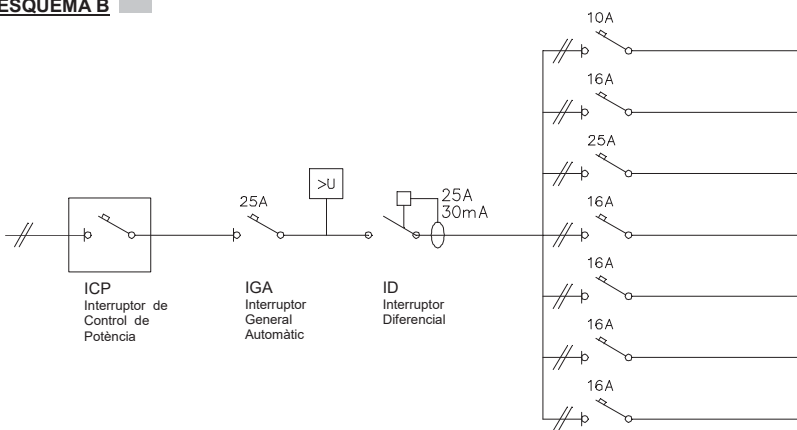 ESQUEMA B
10A
16A
25A
16A
16A
16A
16A
25A
>U
25A
30mA
ICP
Interruptor de
Control de
Potència
IGA
Interruptor
General
Automàtic
ID
Interruptor
Diferencial